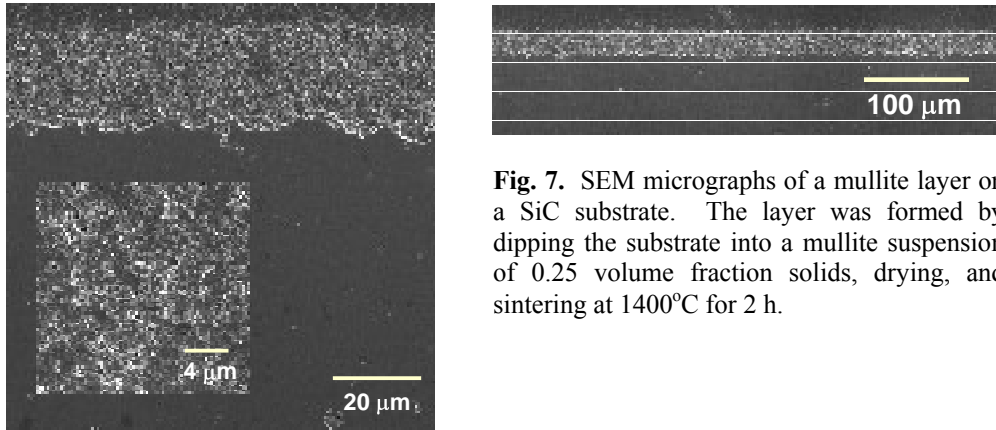 4 μm
20 μm
100 μm
Fig. 7. SEM micrographs of a mullite layer on
a SiC substrate. The layer was formed by
dipping the substrate into a mullite suspension
of 0.25 volume fraction solids, drying, and
sintering at 1400°C for 2 h.